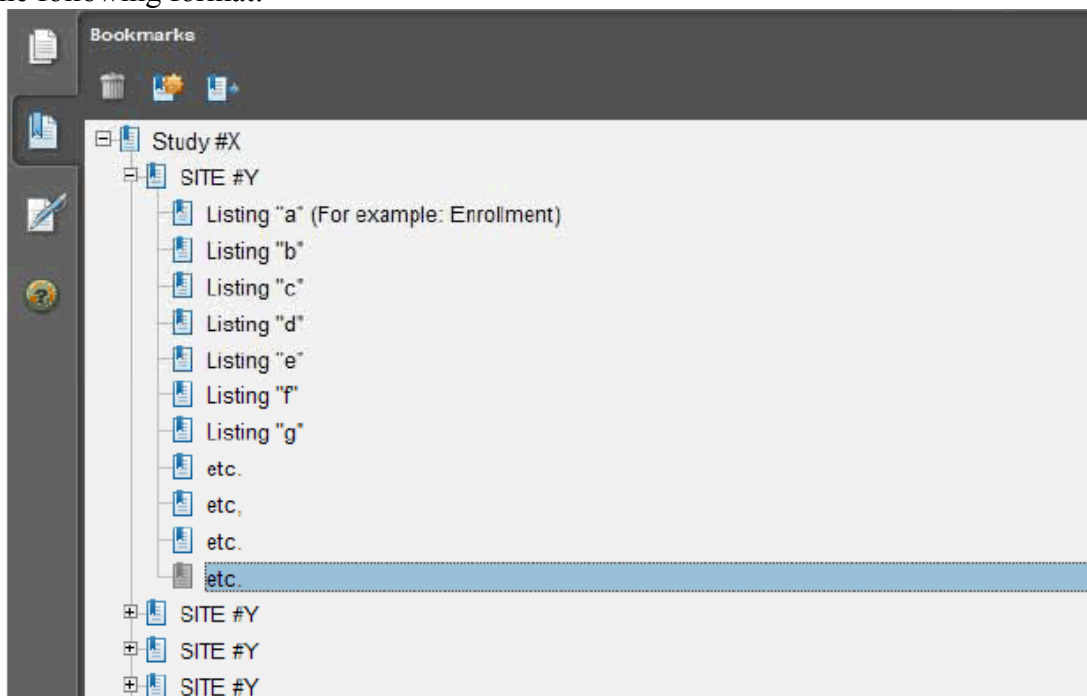 the following format:
Bookmarks
Study #X
SITE #Y
Listing "a" (For example: Enrollment)
Listing "b"
Listing "c"
Listing "d"
Listing "e"
Listing "f"
Listing "g"
etc.
etc,
etc.
etc.
SITE #Y
SITE #Y
SITE #Y